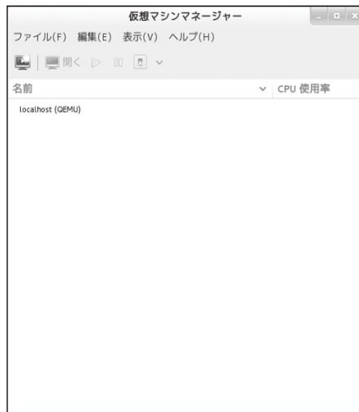 仮想マシンマネージャー
ファイル(F) 編集(E) 表示(V) ヘルプ(H)
開く
名前 CPU 使用率
localhost (QEMU)